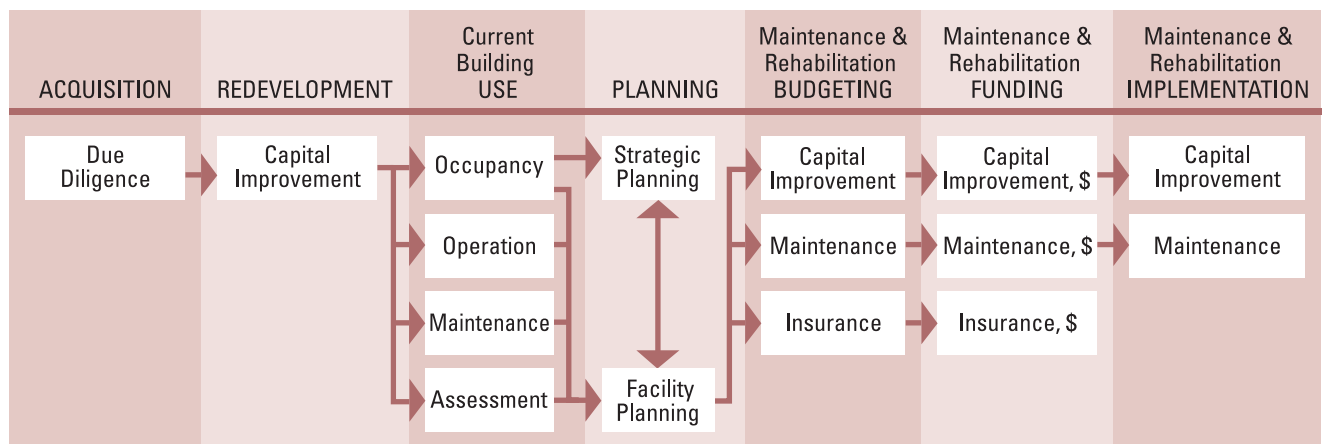 ACQUISITION
REDEVELOPMENT
Current
Building
USE
PLANNING
Maintenance &
Rehabilitation
BUDGETING
Maintenance &
Rehabilitation
FUNDING
Maintenance &
Rehabilitation
IMPLEMENTATION
Due
Diligence
Capital
Improvement
Occupancy
Operation
Maintenance
Assessment
Strategic
Planning
Facility
Planning
Capital
Improvement
Maintenance
Insurance
Capital
Improvement, $
Maintenance, $
Insurance, $
Capital
Improvement
Maintenance